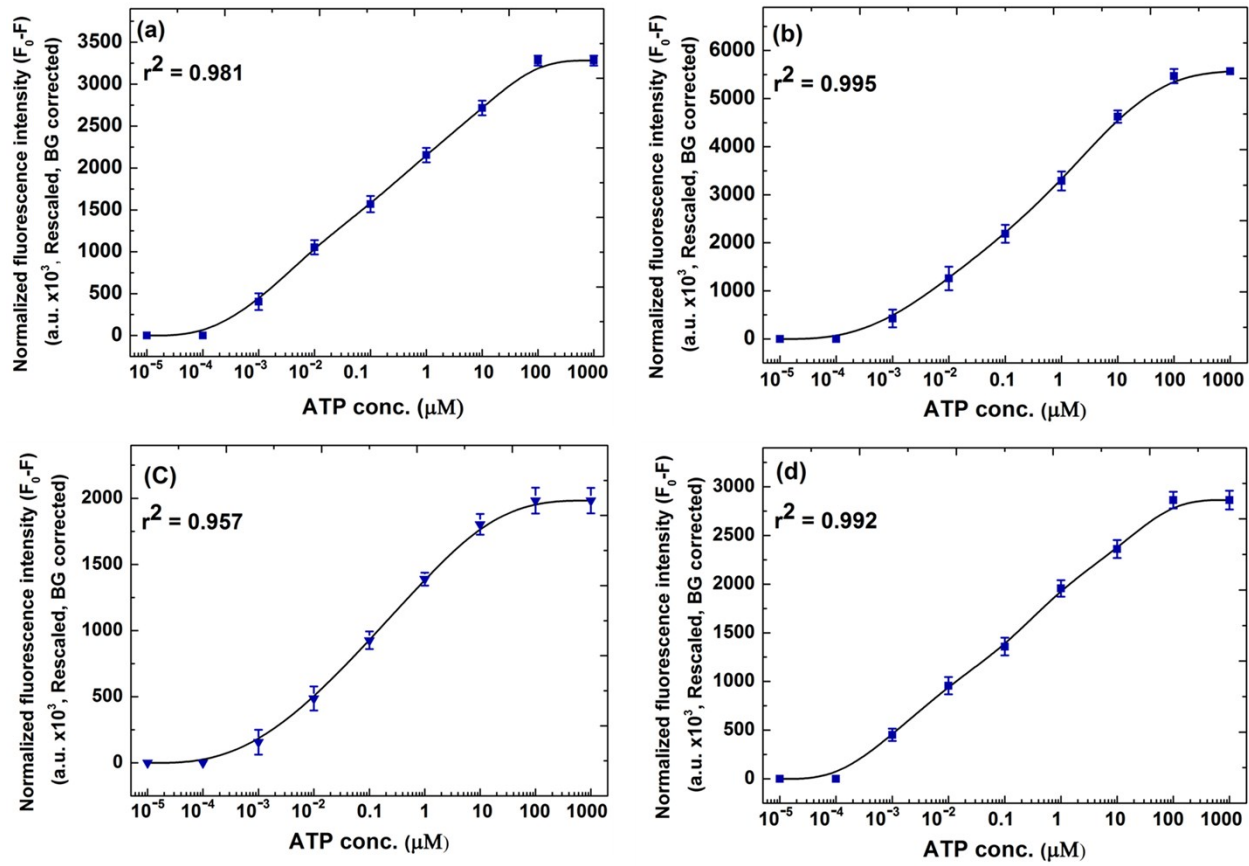 (a)
r² = 0.981
Normalized fluorescence intensity (F₀-F)
(a.u. x10³, Rescaled, BG corrected)
3500
3000
2500
2000
1500
1000
500
0
10⁻⁵ 10⁻⁴ 10⁻³ 10⁻² 0.1 1 10 100 1000
ATP conc. (μM)
(b)
r² = 0.995
Normalized fluorescence intensity (F₀-F)
(a.u. x10³, Rescaled, BG corrected)
6000
5000
4000
3000
2000
1000
0
10⁻⁵ 10⁻⁴ 10⁻³ 10⁻² 0.1 1 10 100 1000
ATP conc. (μM)
(C)
r² = 0.957
Normalized fluorescence intensity (F₀-F)
(a.u. x10³, Rescaled, BG corrected)
2000
1500
1000
500
0
10⁻⁵ 10⁻⁴ 10⁻³ 10⁻² 0.1 1 10 100 1000
ATP conc. (μM)
(d)
r² = 0.992
Normalized fluorescence intensity (F₀-F)
(a.u. x10³, Rescaled, BG corrected)
3000
2500
2000
1500
1000
500
0
10⁻⁵ 10⁻⁴ 10⁻³ 10⁻² 0.1 1 10 100 1000
ATP conc. (μM)